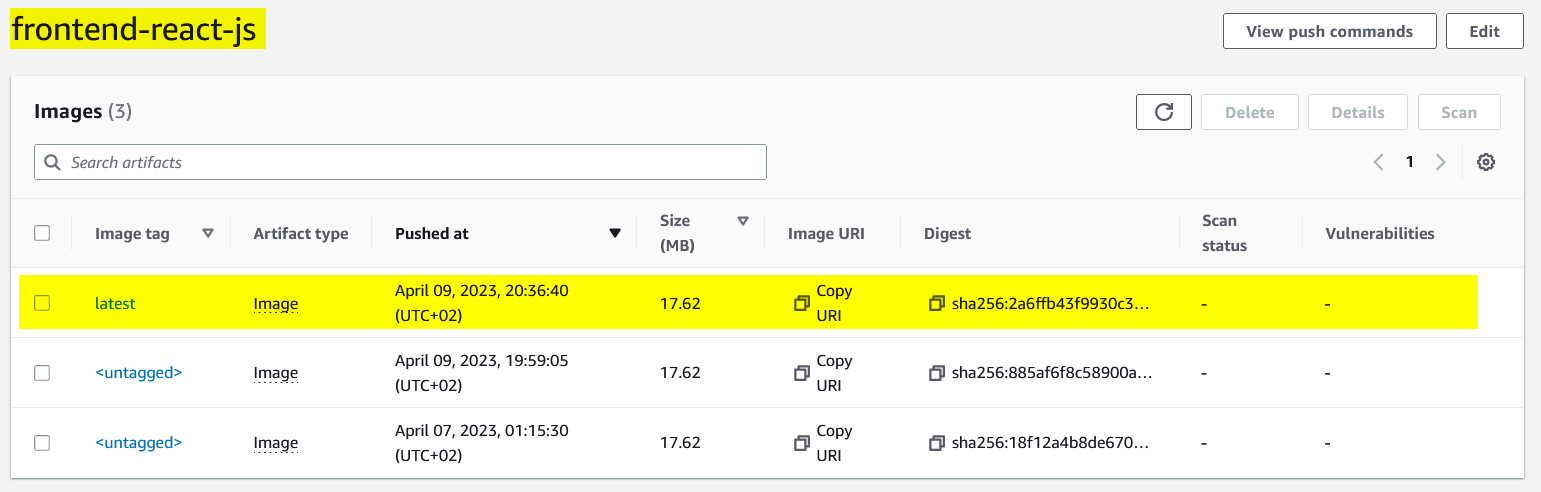 frontend-react-js
View push commands
Edit
Images (3)
Delete
Details
Scan
Search artifacts
1
Image tag
Artifact type
Pushed at
Size
(MB)
Image URI
Digest
Scan
status
Vulnerabilities
latest
Image
April 09, 2023, 20:36:40
(UTC+02)
17.62
Copy
URI
sha256:2a6ffb43f9930c3...
-
-
<untagged>
Image
April 09, 2023, 19:59:05
(UTC+02)
17.62
Copy
URI
sha256:885af6f8c58900a...
-
-
<untagged>
Image
April 07, 2023, 01:15:30
(UTC+02)
17.62
Copy
URI
sha256:18f12a4b8de670...
-
-